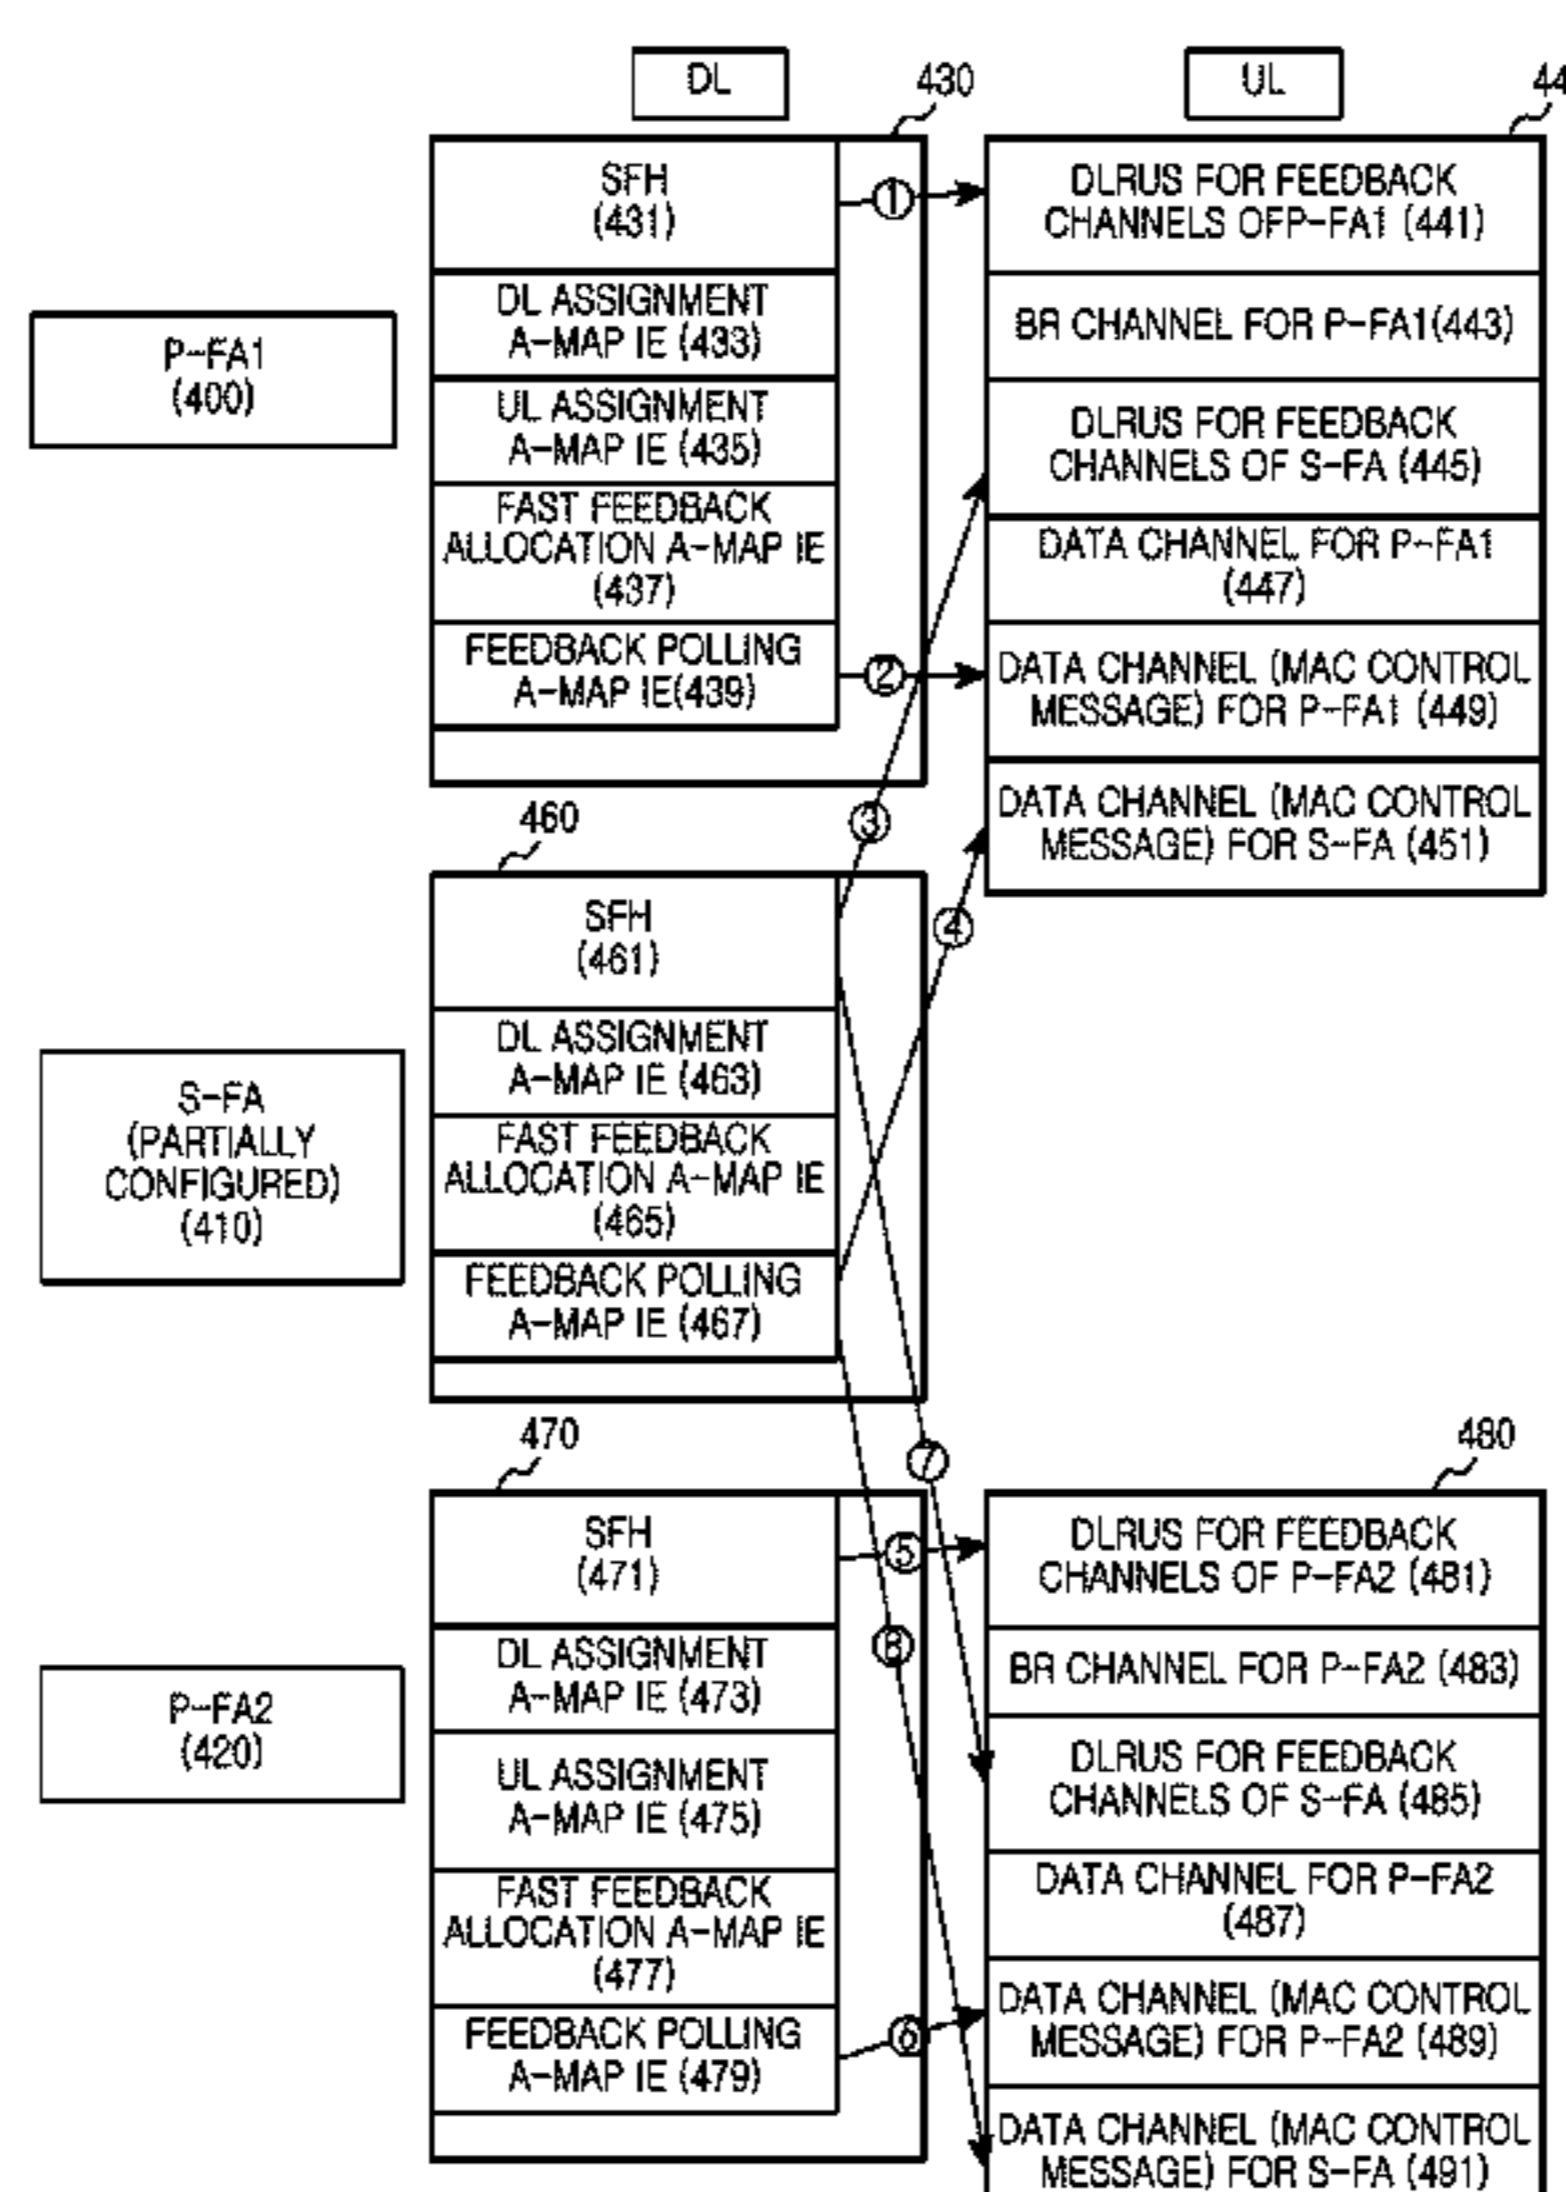 DL
UL
430
44
P-FA1
(400)
SFH
(431)
DL ASSIGNMENT
A-MAP IE (433)
UL ASSIGNMENT
A-MAP IE (435)
FAST FEEDBACK
ALLOCATION A-MAP IE
(437)
FEEDBACK POLLING
A-MAP IE(439)
①
②
③
④
DLRUS FOR FEEDBACK
CHANNELS OFP-FA1 (441)
BR CHANNEL FOR P-FA1(443)
DLRUS FOR FEEDBACK
CHANNELS OF S-FA (445)
DATA CHANNEL FOR P-FA1
(447)
DATA CHANNEL (MAC CONTROL
MESSAGE) FOR P-FA1 (449)
DATA CHANNEL (MAC CONTROL
MESSAGE) FOR S-FA (451)
460
S-FA
(PARTIALLY
CONFIGURED)
(410)
SFH
(461)
DL ASSIGNMENT
A-MAP IE (463)
FAST FEEDBACK
ALLOCATION A-MAP IE
(465)
FEEDBACK POLLING
A-MAP IE (467)
470
480
⑦
P-FA2
(420)
SFH
(471)
DL ASSIGNMENT
A-MAP IE (473)
UL ASSIGNMENT
A-MAP IE (475)
FAST FEEDBACK
ALLOCATION A-MAP IE
(477)
FEEDBACK POLLING
A-MAP IE (479)
⑤
⑧
⑥
DLRUS FOR FEEDBACK
CHANNELS OF P-FA2 (481)
BR CHANNEL FOR P-FA2 (483)
DLRUS FOR FEEDBACK
CHANNELS OF S-FA (485)
DATA CHANNEL FOR P-FA2
(487)
DATA CHANNEL (MAC CONTROL
MESSAGE) FOR P-FA2 (489)
DATA CHANNEL (MAC CONTROL
MESSAGE) FOR S-FA (491)